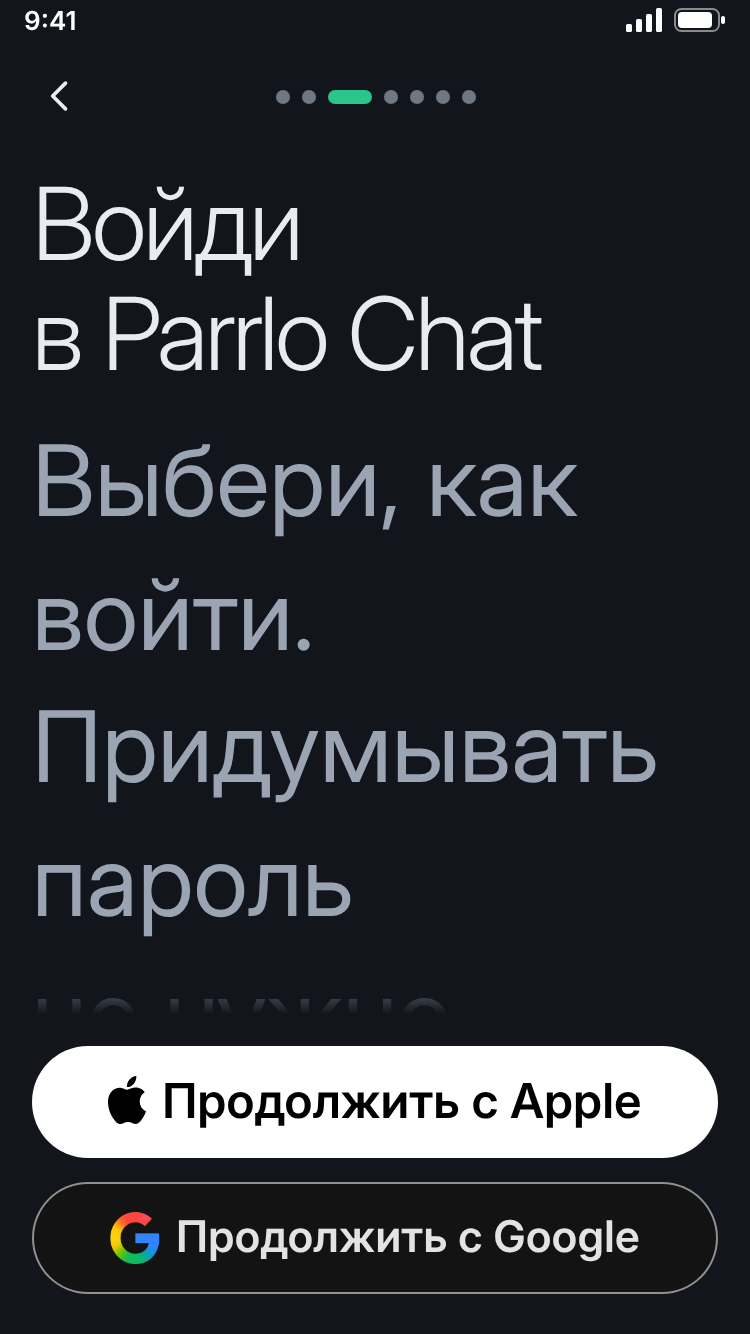 9:41
Войди
в Parrlo Chat
Выбери, как
войти.
Придумывать
пароль
Продолжить с Apple
Продолжить с Google